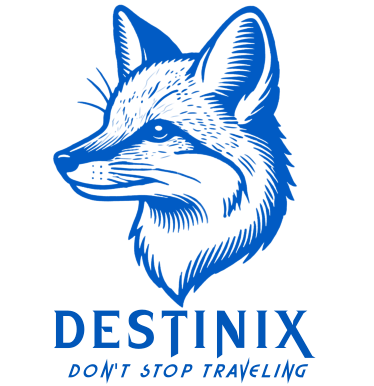 DESTINIX
DON'T STOP TRAVELING